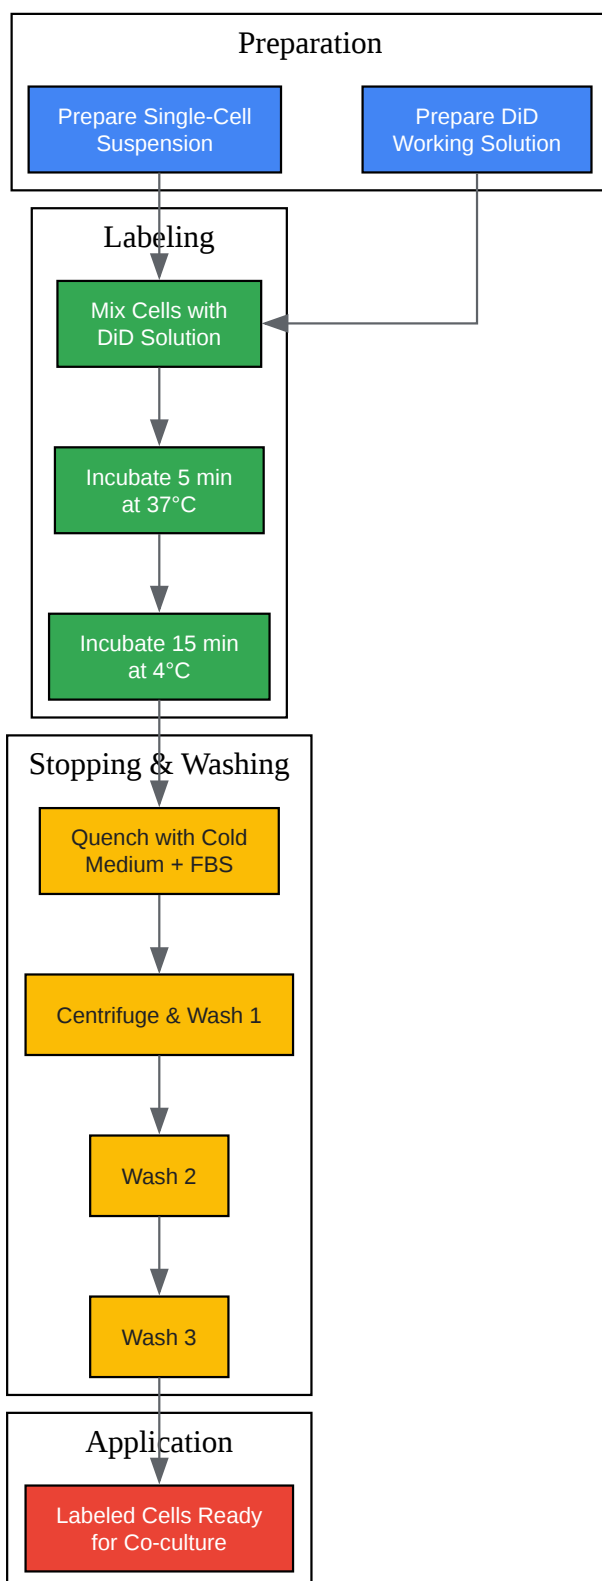 Preparation
Prepare Single-Cell
Suspension
Prepare DiD
Working Solution
Labeling
Mix Cells with
DiD Solution
Incubate 5 min
at 37°C
Incubate 15 min
at 4°C
Stopping & Washing
Quench with Cold
Medium + FBS
Centrifuge & Wash 1
Wash 2
Wash 3
Application
Labeled Cells Ready
for Co-culture